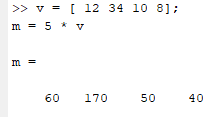 >> v = [ 12 34 10 8];
m = 5 * v
m =
60 170 50 40